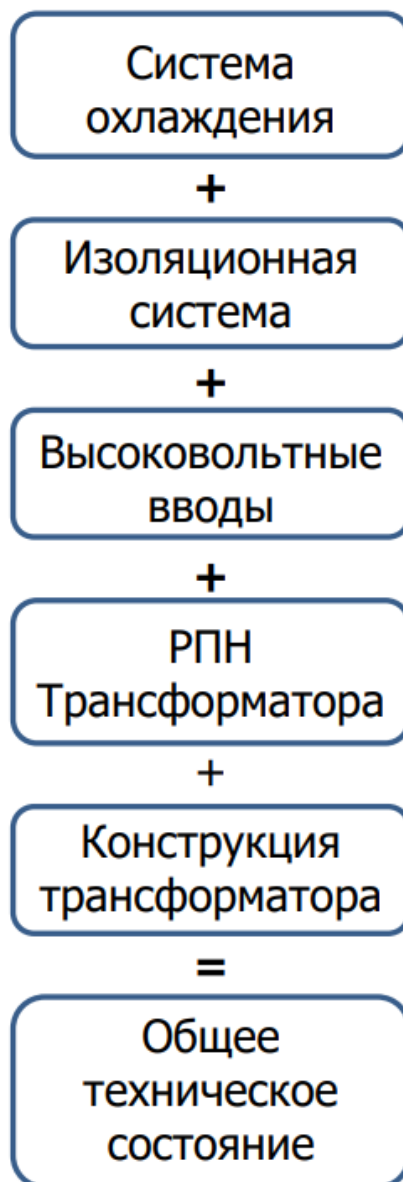 Система
охлаждения
+
Изоляционная
система
+
Высоковольтные
вводы
+
РПН
Трансформатора
+
Конструкция
трансформатора
=
Общее
техническое
состояние